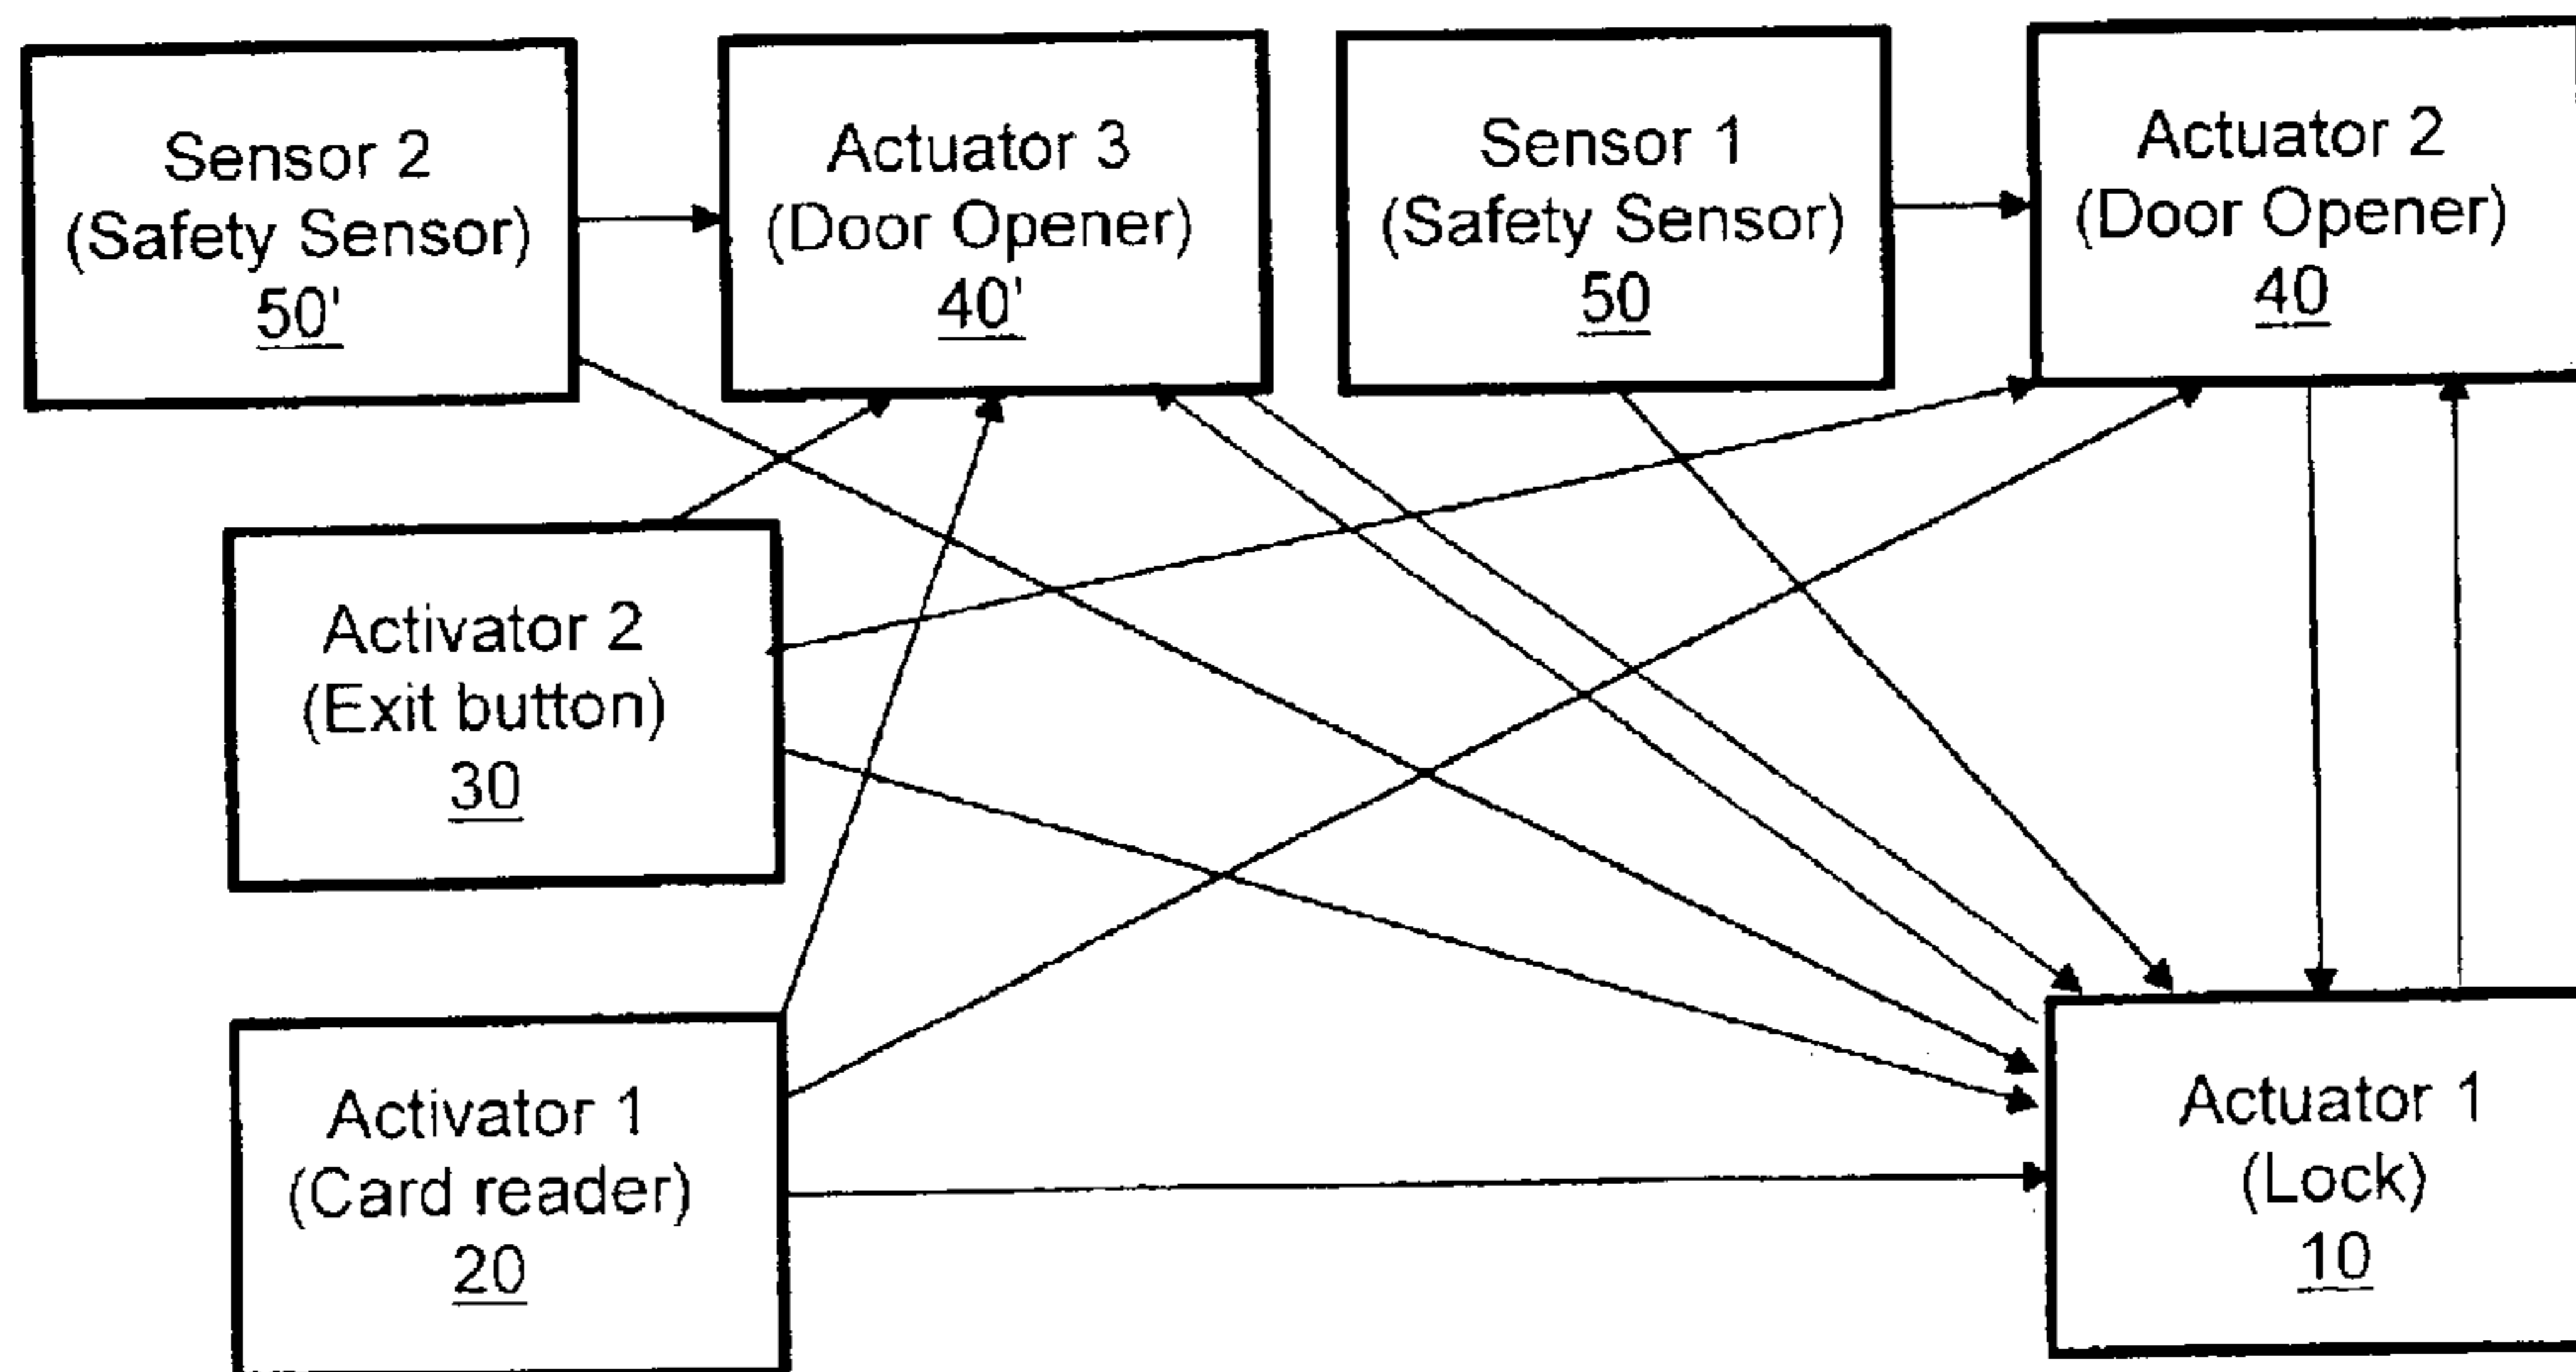 Sensor 2
(Safety Sensor)
50'
Actuator 3
(Door Opener)
40'
Sensor 1
(Safety Sensor)
50
Actuator 2
(Door Opener)
40
Activator 2
(Exit button)
30
Activator 1
(Card reader)
20
Actuator 1
(Lock)
10